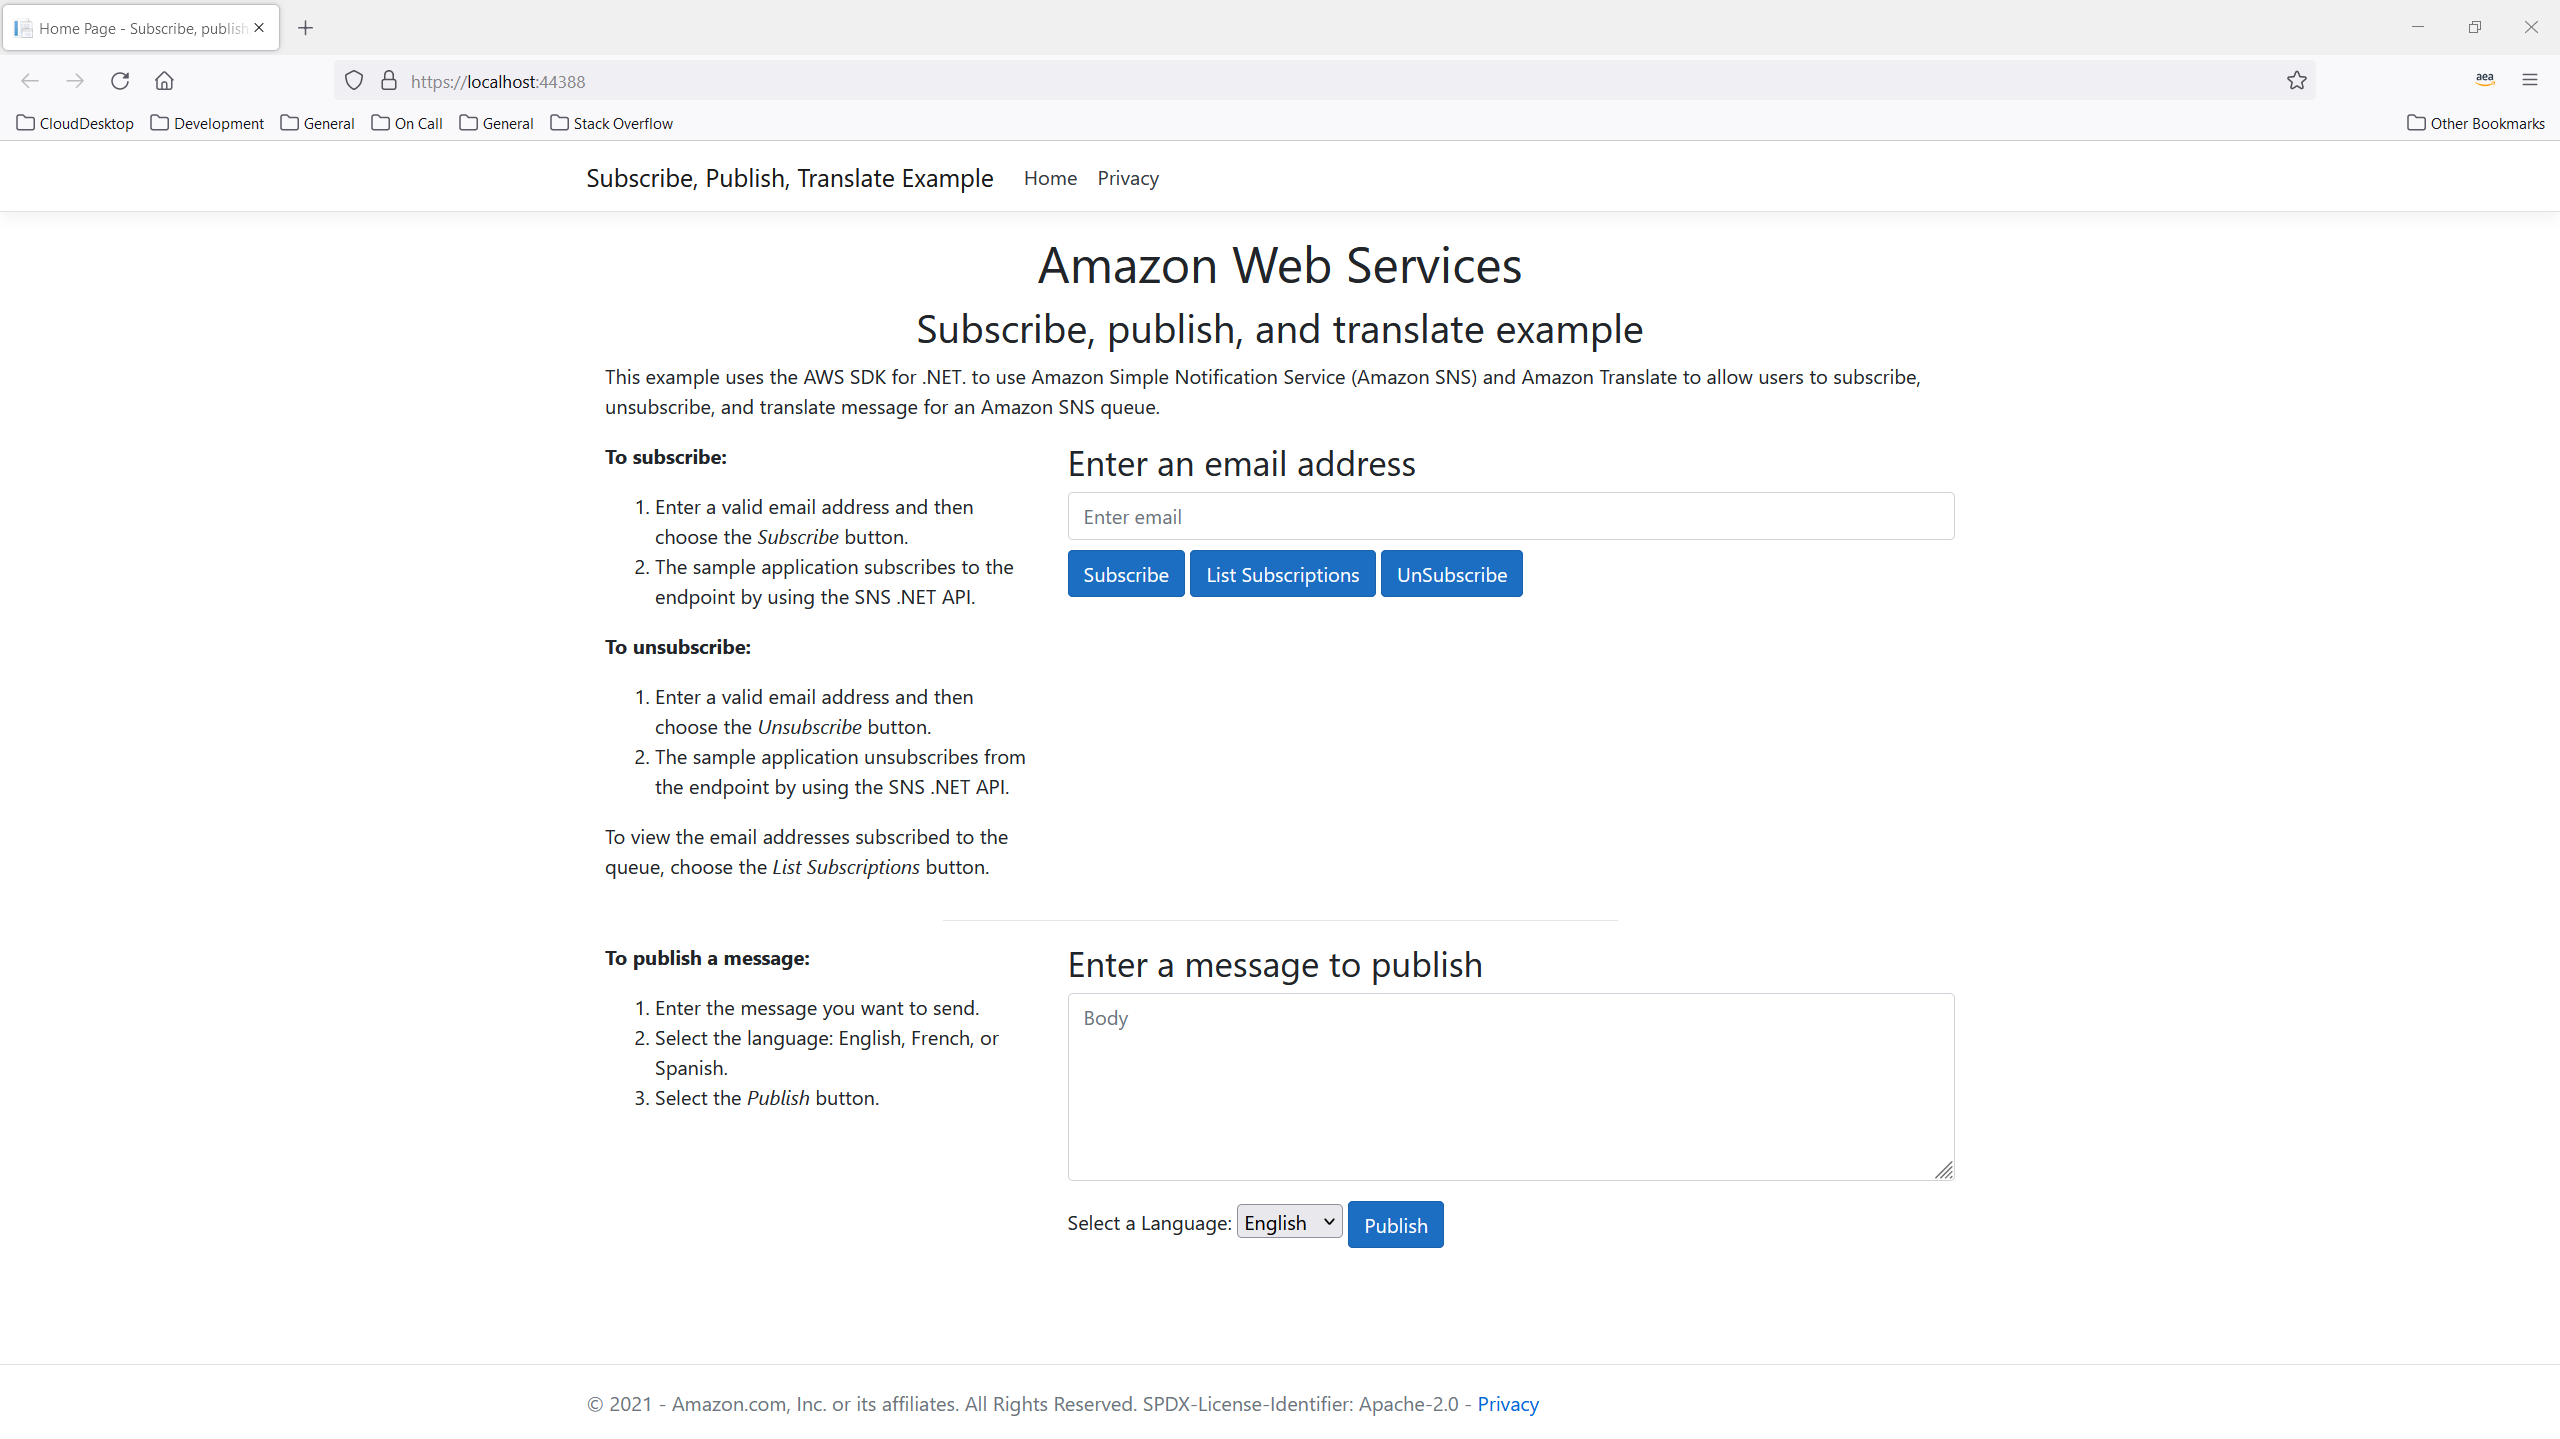 Home Page - Subscribe, publish
https://localhost:44388
aea
CloudDesktop
Development
General
On Call
General
Stack Overflow
Other Bookmarks
Subscribe, Publish, Translate Example
Home
Privacy
Amazon Web Services
Subscribe, publish, and translate example
This example uses the AWS SDK for .NET. to use Amazon Simple Notification Service (Amazon SNS) and Amazon Translate to allow users to subscribe,
unsubscribe, and translate message for an Amazon SNS queue.
To subscribe:
1. Enter a valid email address and then
choose the Subscribe button.
2. The sample application subscribes to the
endpoint by using the SNS .NET API.
To unsubscribe:
1. Enter a valid email address and then
choose the Unsubscribe button.
2. The sample application unsubscribes from
the endpoint by using the SNS .NET API.
To view the email addresses subscribed to the
queue, choose the List Subscriptions button.
Enter an email address
Enter email
Subscribe
List Subscriptions
UnSubscribe
To publish a message:
1. Enter the message you want to send.
2. Select the language: English, French, or
Spanish.
3. Select the Publish button.
Enter a message to publish
Body
Select a Language: English
Publish
© 2021 - Amazon.com, Inc. or its affiliates. All Rights Reserved. SPDX-License-Identifier: Apache-2.0 - Privacy